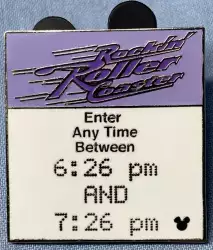 Rockin'
Roller
Coaster
Enter
Any Time
Between
6:26 pm
AND
7:26 pm